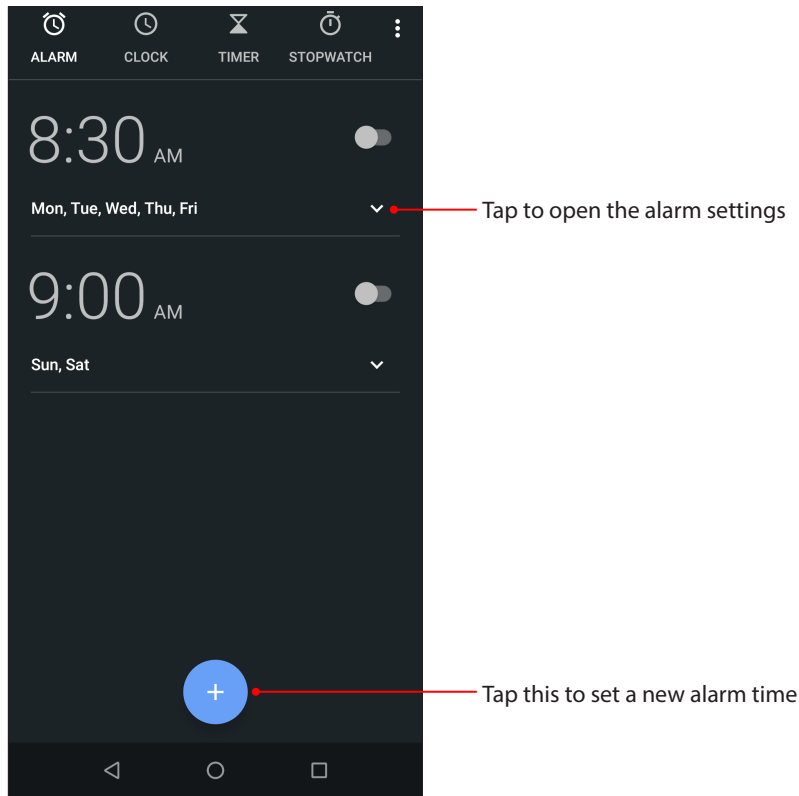 ALARM CLOCK TIMER STOPWATCH
8:30 AM
Mon, Tue, Wed, Thu, Fri
Tap to open the alarm settings
9:00 AM
Sun, Sat
+
Tap this to set a new alarm time